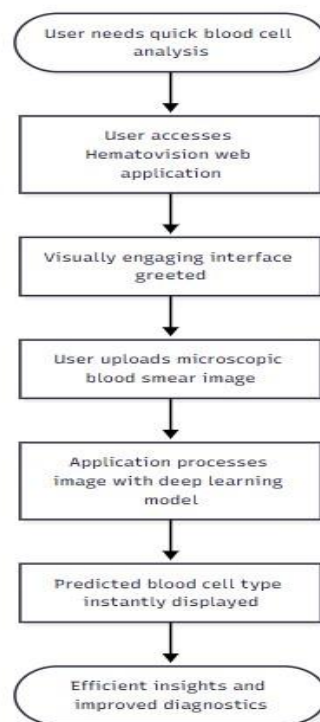 User needs quick blood cell
analysis
User accesses
Hematovision web
application
Visually engaging interface
greeted
User uploads microscopic
blood smear image
Application processes
image with deep learning
model
Predicted blood cell type
instantly displayed
Efficient insights and
improved diagnostics